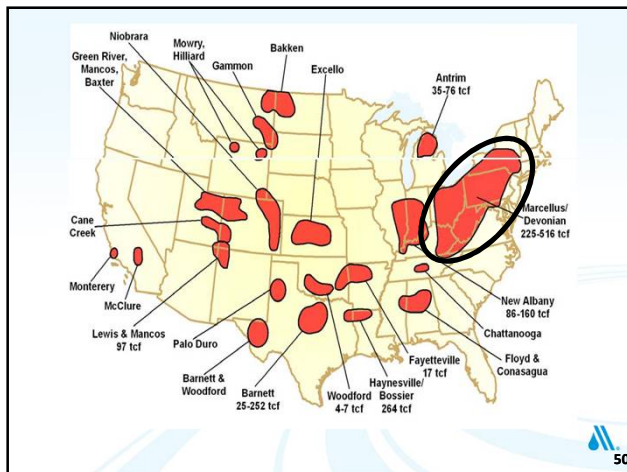 Niobrara
Mowry,
Hilliard
Green River,
Mancos,
Baxter
Gammon
Bakken
Excello
Antrim
35-76 tcf
Marcellus/
Devonian
225-516 tcf
Cane
Creek
Monterery
McClure
New Albany
86-160 tcf
Lewis & Mancos
97 tcf
Palo Duro
Chattanooga
Fayetteville
17 tcf
Floyd &
Conasagua
Barnett &
Woodford
Barnett
25-252 tcf
Woodford
4-7 tcf
Haynesville/
Bossier
264 tcf
50